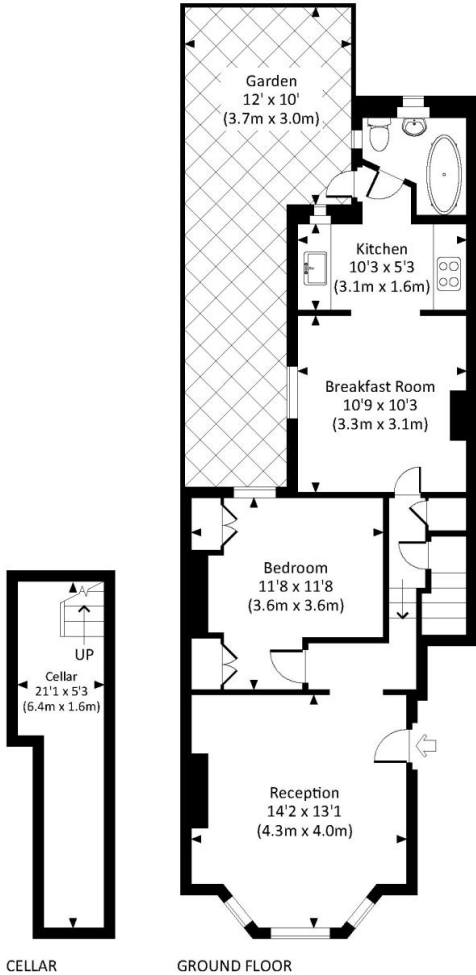 Garden
12' x 10'
(3.7m x 3.0m)
Kitchen
10'3 x 5'3
(3.1m x 1.6m)
Breakfast Room
10'9 x 10'3
(3.3m x 3.1m)
Bedroom
11'8 x 11'8
(3.6m x 3.6m)
UP
Cellar
21'1 x 5'3
(6.4m x 1.6m)
Reception
14'2 x 13'1
(4.3m x 4.0m)
CELLAR
GROUND FLOOR